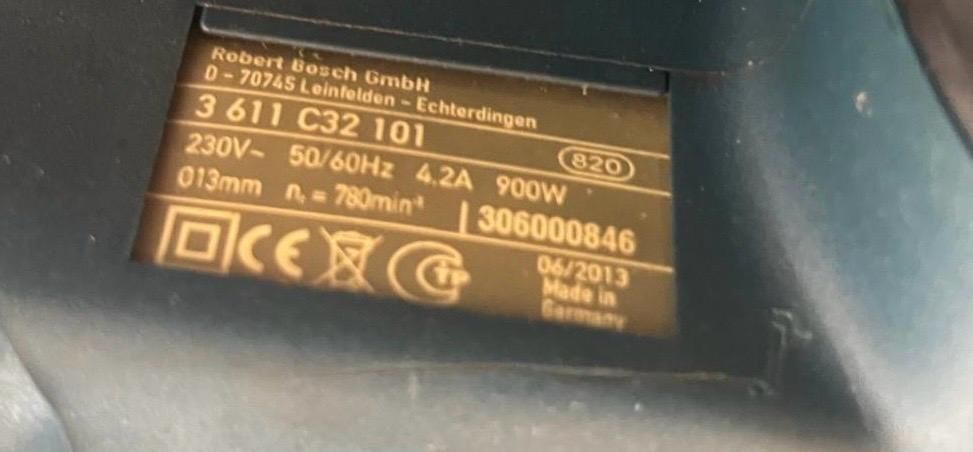 Robert Bosch GmbH
D - 70745 Leinfelden - Echterdingen
3 611 C32 101
820
230V~ 50/60Hz 4.2A 900W
Ø13mm n₁ = 780min⁻¹
306000846
CE
06/2013
Made in
Germany